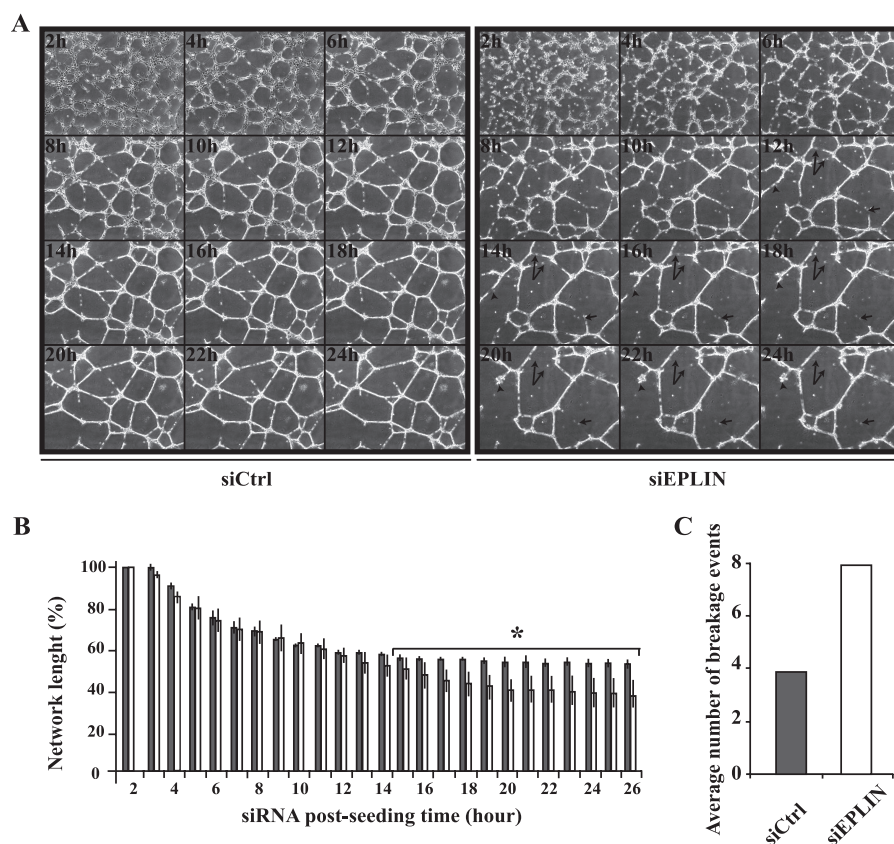 A
2h 4h 6h 2h 4h 6h
8h 10h 12h 8h 10h 12h
14h 16h 18h 14h 16h 18h
20h 22h 24h 20h 22h 24h
siCtrl siEPLIN
B
Network lenght (%)
100
80
60
40
20
0
*
2 4 6 8 10 12 14 16 18 20 22 24 26
siRNA post-seeding time (hour)
C
Average number of breakage events
8
6
4
2
0
siCtrl siEPLIN